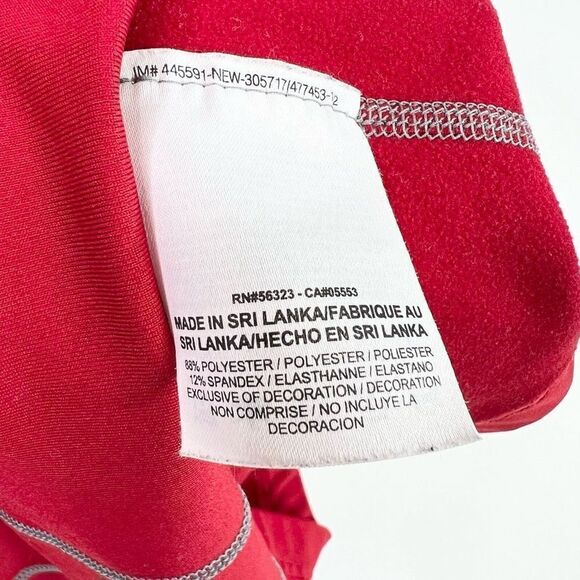 IM# 445591-NEW-305717/477453-12
RN#56323 - CA#05553
MADE IN SRI LANKA/FABRIQUE AU
SRI LANKA/HECHO EN SRI LANKA
88% POLYESTER / POLYESTER / POLIESTER
12% SPANDEX / ELASTHANNE / ELASTANO
EXCLUSIVE OF DECORATION / DECORATION
NON COMPRISE / NO INCLUYE LA
DECORACION